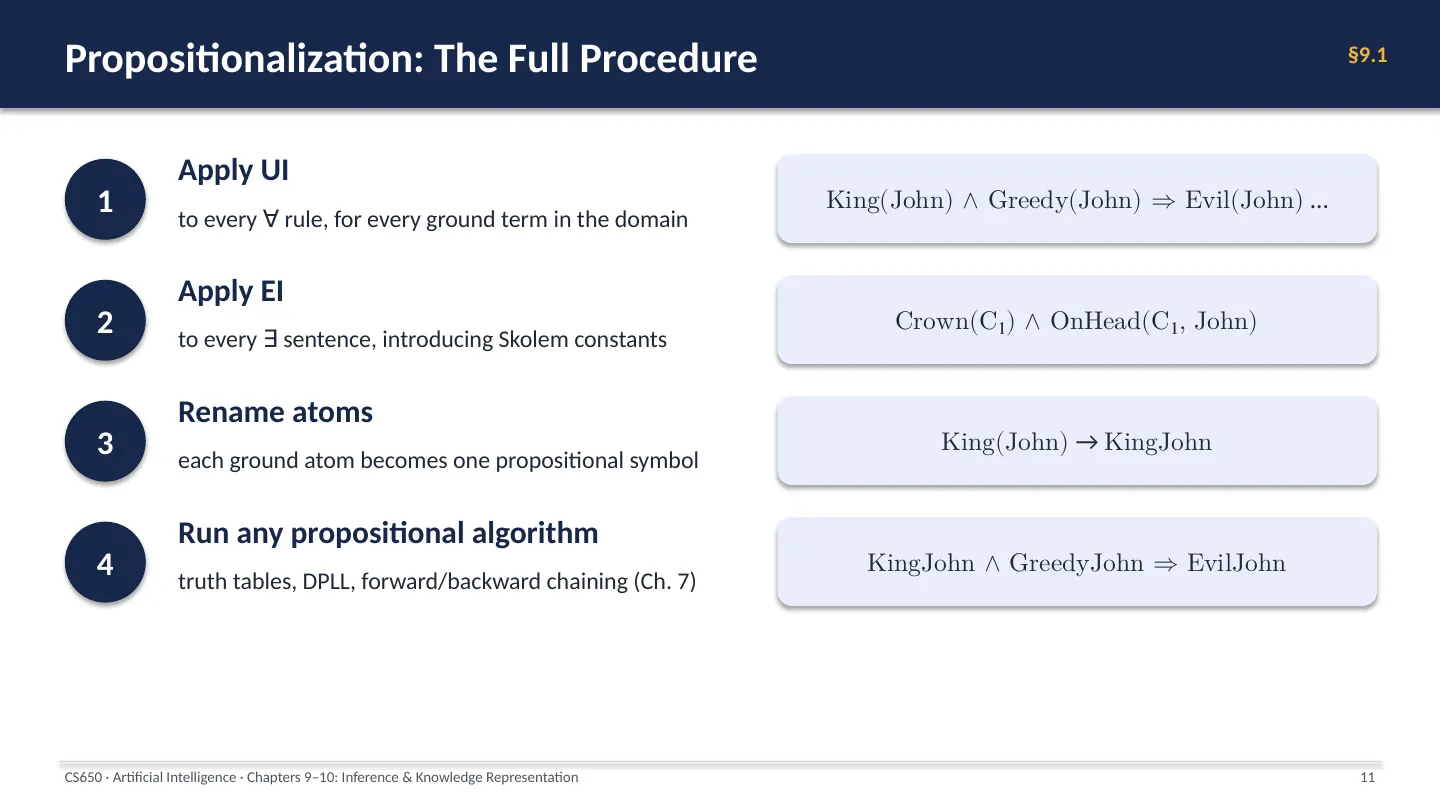 Propositionalization: The Full Procedure
§9.1
1
Apply UI
to every ∀ rule, for every ground term in the domain
King(John) ∧ Greedy(John) ⇒ Evil(John) ...
2
Apply EI
to every ∃ sentence, introducing Skolem constants
Crown(C₁) ∧ OnHead(C₁, John)
3
Rename atoms
each ground atom becomes one propositional symbol
King(John) → KingJohn
4
Run any propositional algorithm
truth tables, DPLL, forward/backward chaining (Ch. 7)
KingJohn ∧ GreedyJohn ⇒ EvilJohn
CS650 · Artificial Intelligence · Chapters 9–10: Inference & Knowledge Representation
11